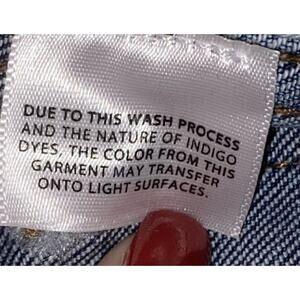 DUE TO THIS WASH PROCESS
AND THE NATURE OF INDIGO
DYES, THE COLOR FROM THIS
GARMENT MAY TRANSFER
ONTO LIGHT SURFACES.